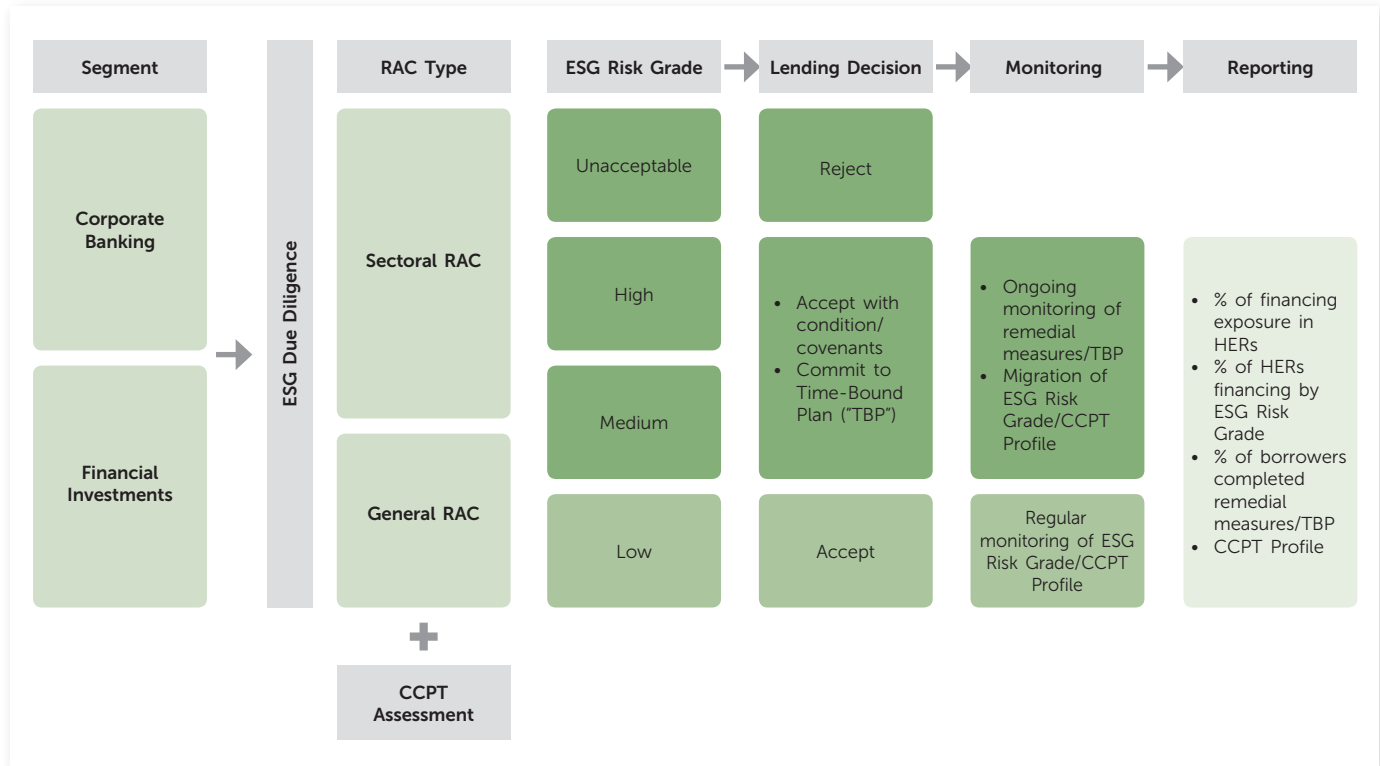 Segment
RAC Type
ESG Risk Grade
Lending Decision
Monitoring
Reporting
Corporate
Banking
Financial
Investments
ESG Due Diligence
Sectoral RAC
General RAC
CCPT
Assessment
Unacceptable
High
Medium
Low
Reject
• Accept with
condition/
covenants
• Commit to
Time-Bound
Plan (“TBP”)
Accept
• Ongoing
monitoring of
remedial
measures/TBP
• Migration of
ESG Risk
Grade/CCPT
Profile
Regular
monitoring of ESG
Risk Grade/CCPT
Profile
• % of financing
exposure in
HERs
• % of HERs
financing by
ESG Risk
Grade
• % of borrowers
completed
remedial
measures/TBP
• CCPT Profile